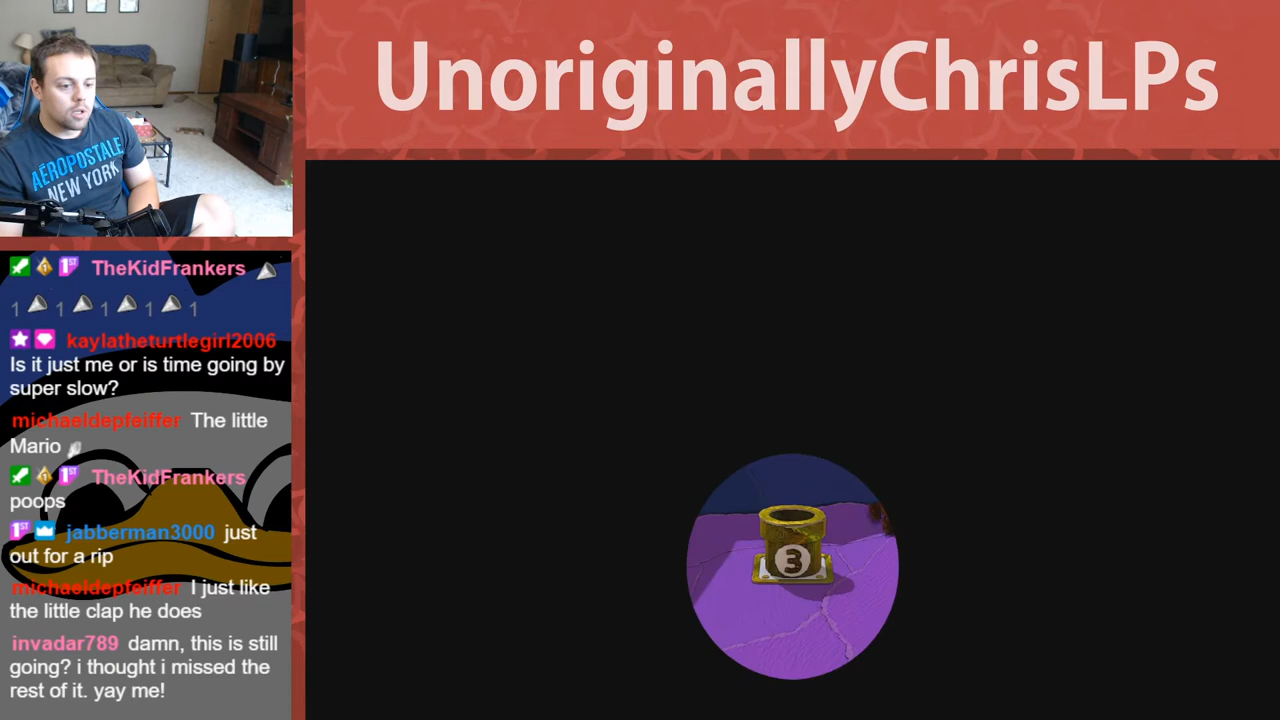 UnoriginallyChrisLPs
AÉROPOSTALE
NEW YORK
TheKidFrankers
1 1 1 1 1
kaylatheturtlegirl2006
Is it just me or is time going by
super slow?
michaeldepfeiffer The little
Mario
TheKidFrankers
poops
jabberman3000 just
out for a rip
michaeldepfeiffer I just like
the little clap he does
invadar789 damn, this is still
going? i thought i missed the
rest of it. yay me!
3